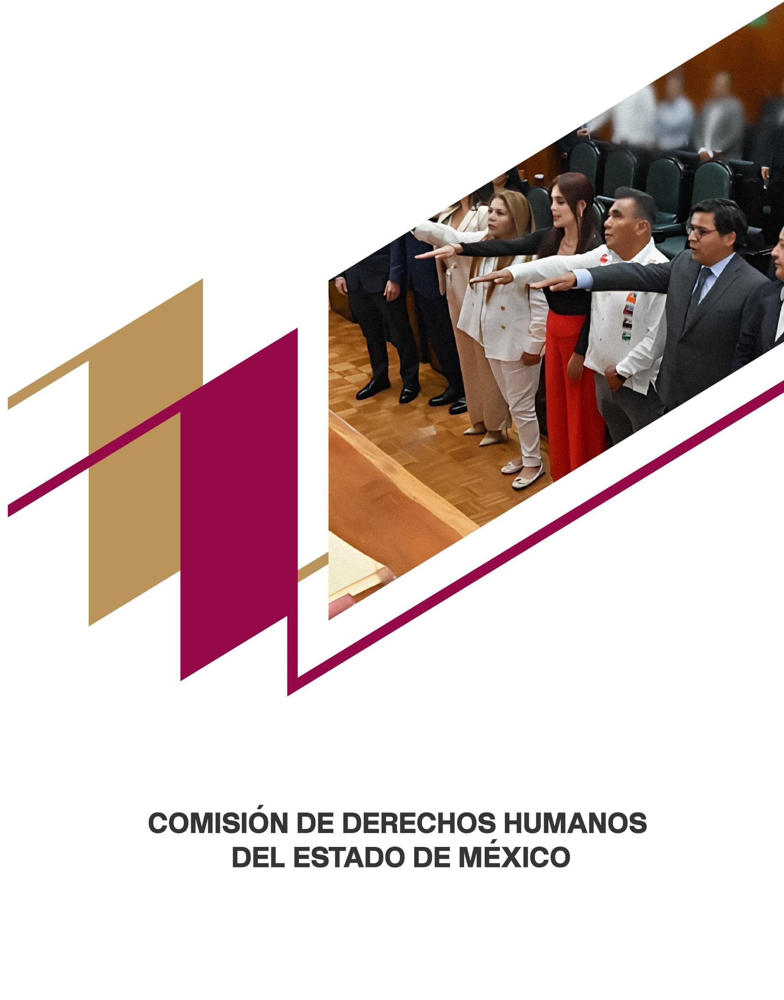 COMISIÓN DE DERECHOS HUMANOS
DEL ESTADO DE MÉXICO